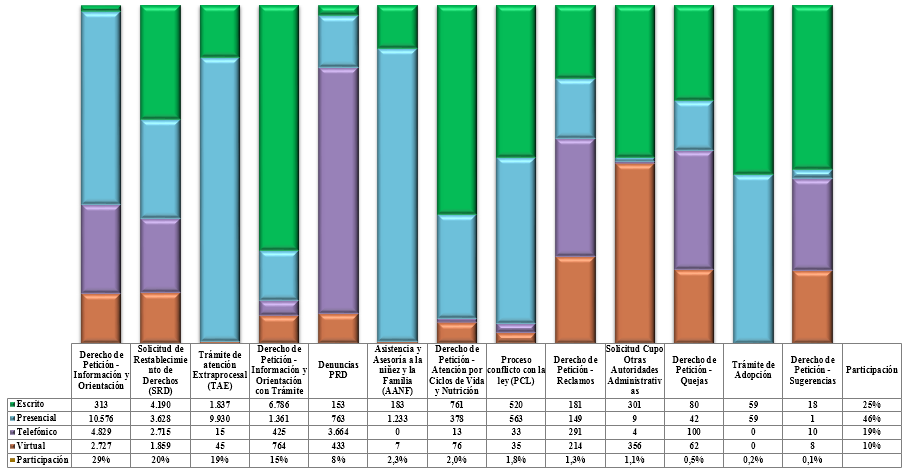 Derecho de Petición - Información y Orientación
Solicitud de Restablecimie nto de Derechos (SRD)
Trámite de atención Extraprocesal (TAE)
Derecho de Petición - Información y Orientación con Trámite
Denuncias PRD
Asistencia y Asesoría a la niñez y la Familia (AANF)
Derecho de Petición - Atención por Ciclos de Vida y Nutrición
Proceso conflicto con la ley (PCL)
Derecho de Petición - Reclamos
Solicitud Cupo Otras Autoridades Administrativ as
Derecho de Petición - Quejas
Trámite de Adopción
Derecho de Petición - Sugerencias
Participación
Escrito 313 4.190 1.837 6.786 153 183 761 520 181 301 80 59 18 25%
Presencial 10.576 3.628 9.930 1.361 763 1.233 378 563 149 9 42 59 1 46%
Telefónico 4.829 2.715 15 425 3.664 0 13 33 291 4 100 0 10 19%
Virtual 2.727 1.859 45 764 433 7 76 35 214 356 62 0 8 10%
Participación 29% 20% 19% 15% 8% 2,3% 2,0% 1,8% 1,3% 1,1% 0,5% 0,2% 0,1%